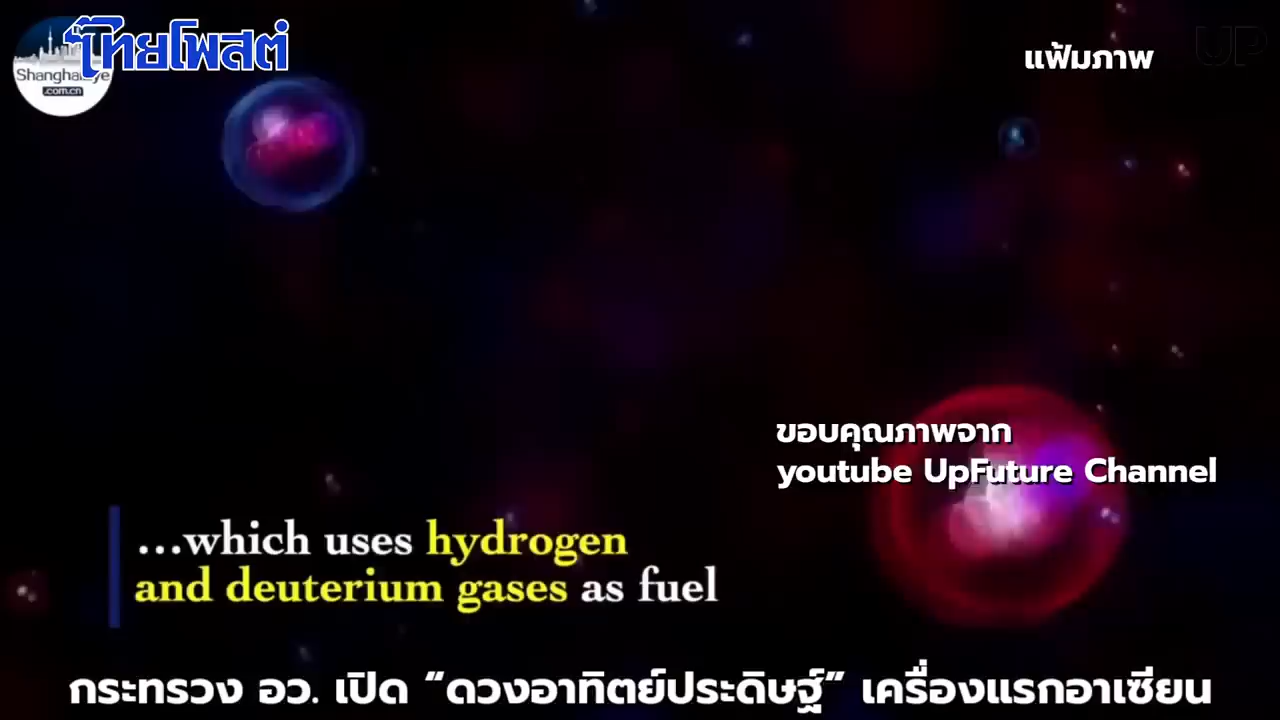 ไทยโพสต์
ShanghaiEye
.com.cn
แฟ้มภาพ
UP
ขอบคุณภาพจาก
youtube UpFuture Channel
...which uses hydrogen
and deuterium gases as fuel
กระทรวง อว. เปิด “ดวงอาทิตย์ประดิษฐ์” เครื่องแรกอาเซียน